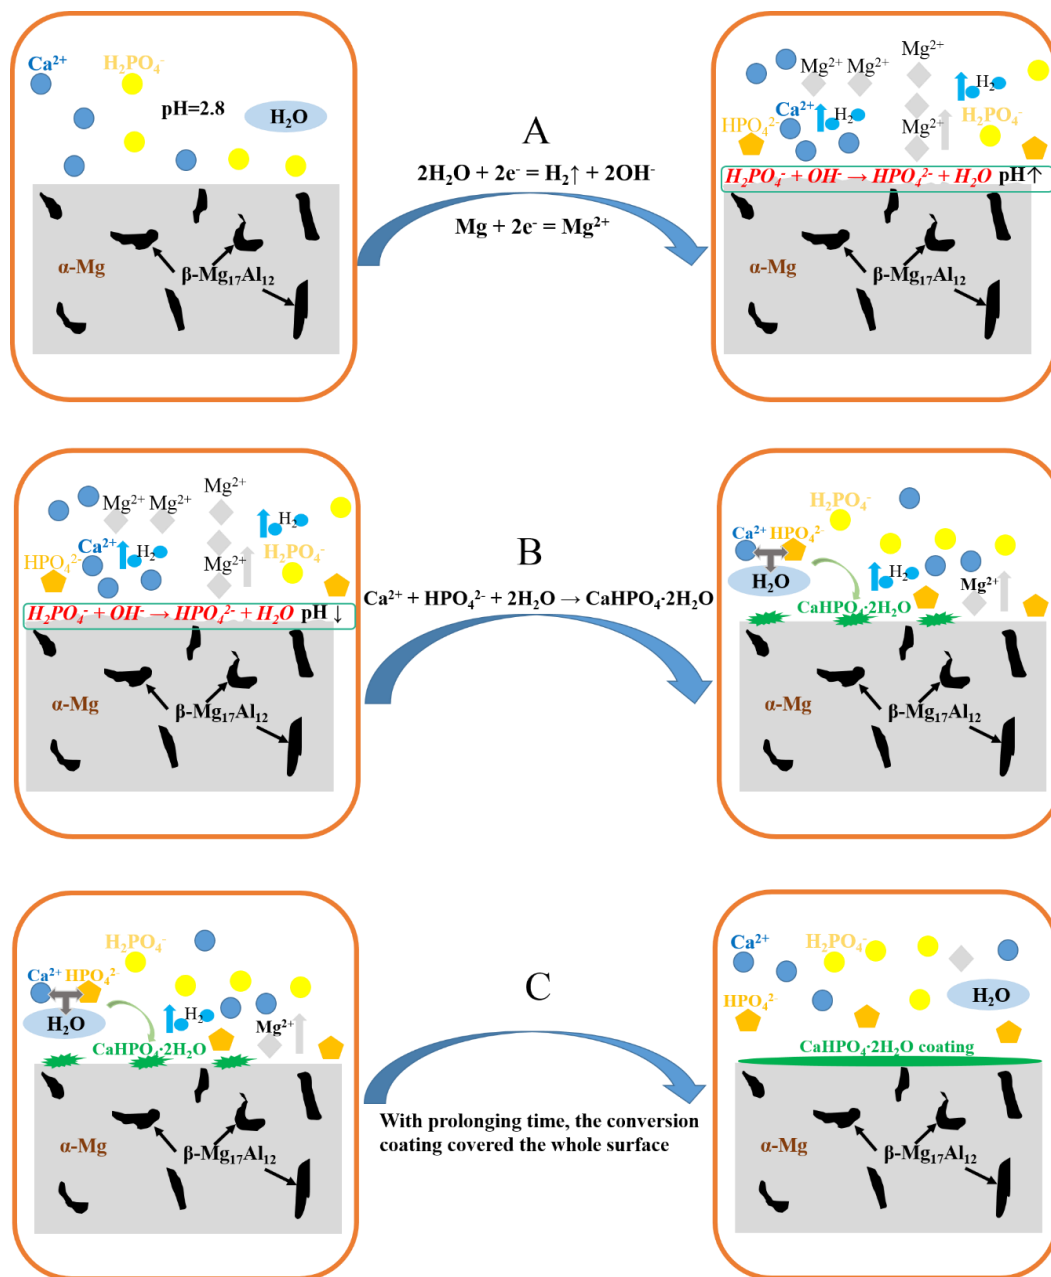 Ca²⁺
H₂PO₄⁻
pH=2.8
H₂O
α-Mg
β-Mg₁₇Al₁₂
A
2H₂O + 2e⁻ = H₂↑ + 2OH⁻
Mg + 2e⁻ = Mg²⁺
Mg²⁺
Mg²⁺
Mg²⁺
H₂
Ca²⁺
H₂
H₂PO₄⁻
HPO₄²⁻
Mg²⁺
H₂PO₄⁻ + OH⁻ → HPO₄²⁻ + H₂O pH↑
α-Mg
β-Mg₁₇Al₁₂
Mg²⁺
Mg²⁺
Mg²⁺
H₂
Ca²⁺
H₂
H₂PO₄⁻
HPO₄²⁻
Mg²⁺
H₂PO₄⁻ + OH⁻ → HPO₄²⁻ + H₂O pH↓
α-Mg
β-Mg₁₇Al₁₂
B
Ca²⁺ + HPO₄²⁻ + 2H₂O → CaHPO₄·2H₂O
H₂PO₄⁻
Ca²⁺
HPO₄²⁻
H₂O
H₂
Mg²⁺
CaHPO₄·2H₂O
α-Mg
β-Mg₁₇Al₁₂
H₂PO₄⁻
Ca²⁺
HPO₄²⁻
H₂O
H₂
Mg²⁺
CaHPO₄·2H₂O
α-Mg
β-Mg₁₇Al₁₂
C
With prolonging time, the conversion
coating covered the whole surface
Ca²⁺
H₂PO₄⁻
HPO₄²⁻
H₂O
CaHPO₄·2H₂O coating
α-Mg
β-Mg₁₇Al₁₂